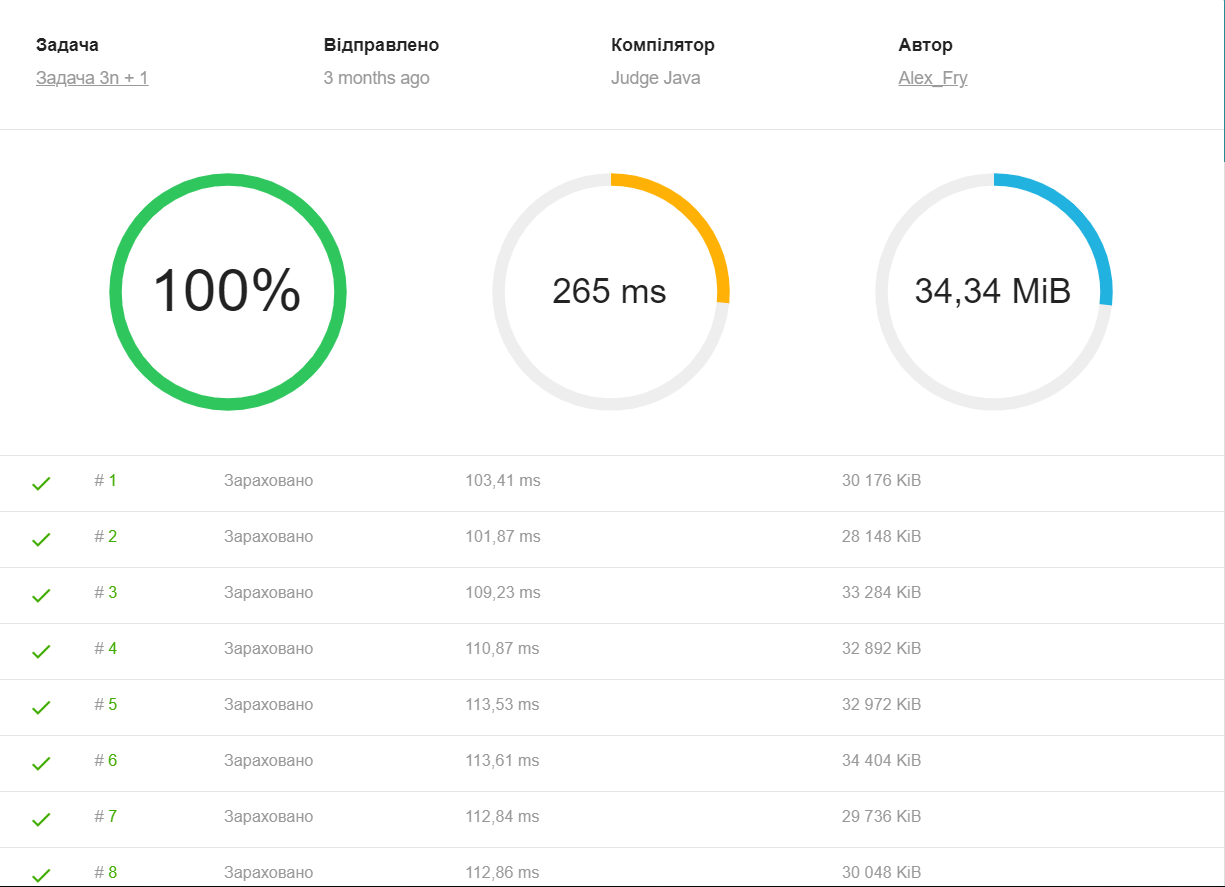 Задача Відправлено Компілятор Автор
Задача 3n + 1 3 months ago Judge Java Alex_Fry
100% 265 ms 34,34 MiB
# 1 Зараховано 103,41 ms 30 176 KiB
# 2 Зараховано 101,87 ms 28 148 KiB
# 3 Зараховано 109,23 ms 33 284 KiB
# 4 Зараховано 110,87 ms 32 892 KiB
# 5 Зараховано 113,53 ms 32 972 KiB
# 6 Зараховано 113,61 ms 34 404 KiB
# 7 Зараховано 112,84 ms 29 736 KiB
# 8 Зараховано 112,86 ms 30 048 KiB